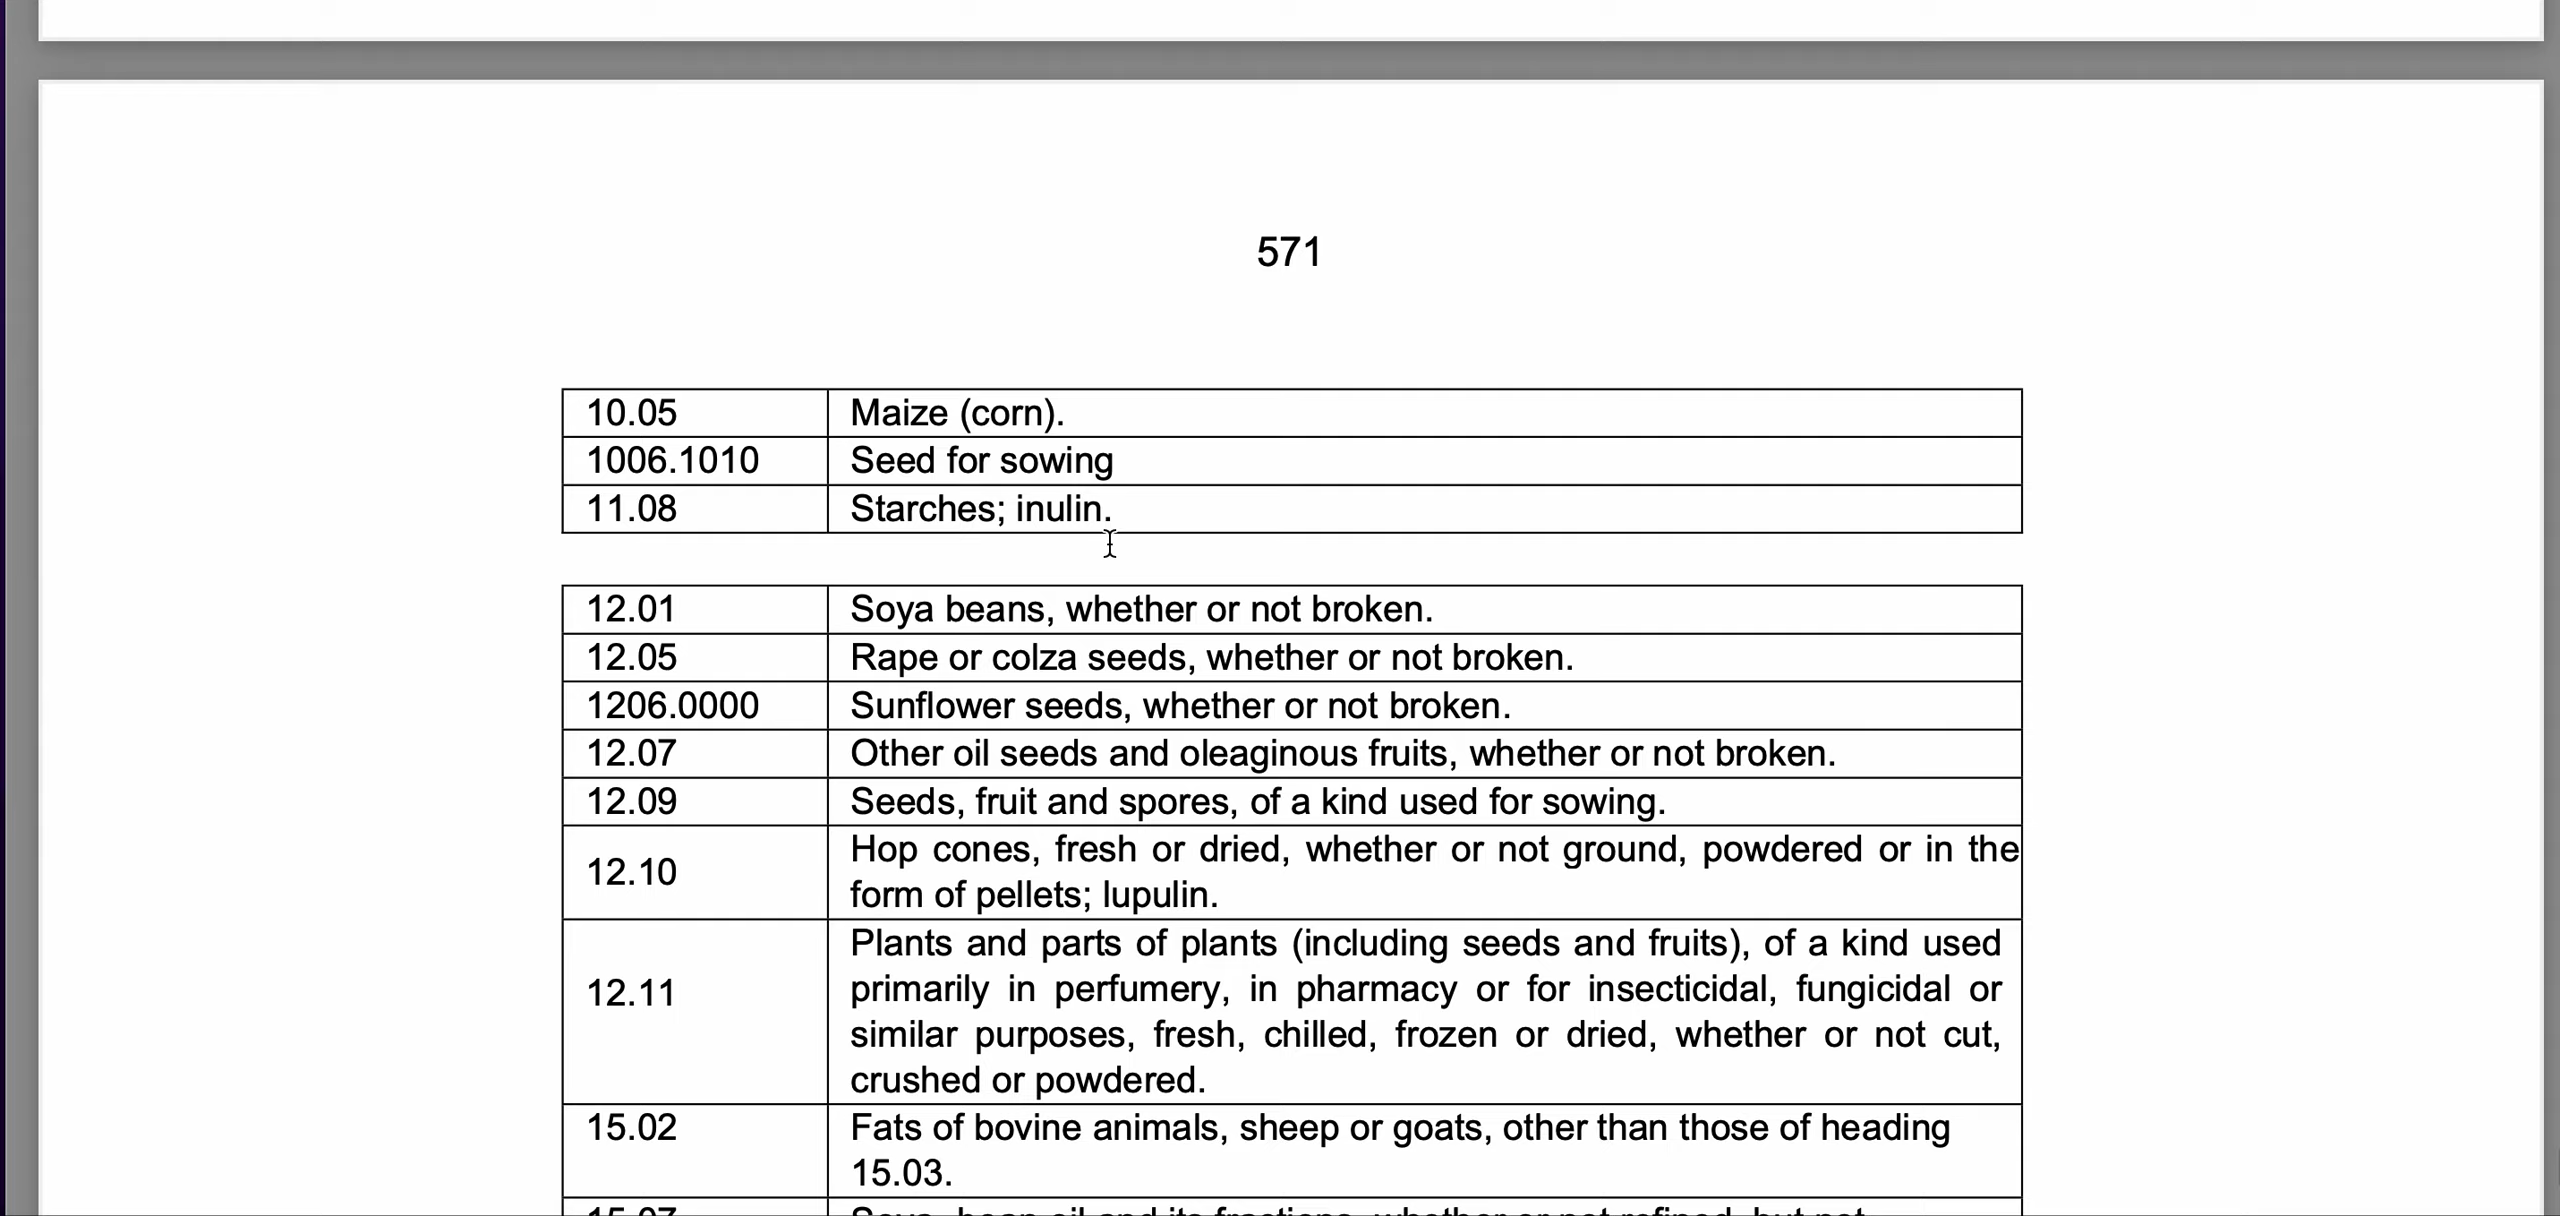 571
10.05 Maize (corn).
1006.1010 Seed for sowing
11.08 Starches; inulin.
12.01 Soya beans, whether or not broken.
12.05 Rape or colza seeds, whether or not broken.
1206.0000 Sunflower seeds, whether or not broken.
12.07 Other oil seeds and oleaginous fruits, whether or not broken.
12.09 Seeds, fruit and spores, of a kind used for sowing.
12.10 Hop cones, fresh or dried, whether or not ground, powdered or in the
form of pellets; lupulin.
12.11 Plants and parts of plants (including seeds and fruits), of a kind used
primarily in perfumery, in pharmacy or for insecticidal, fungicidal or
similar purposes, fresh, chilled, frozen or dried, whether or not cut,
crushed or powdered.
15.02 Fats of bovine animals, sheep or goats, other than those of heading
15.03.